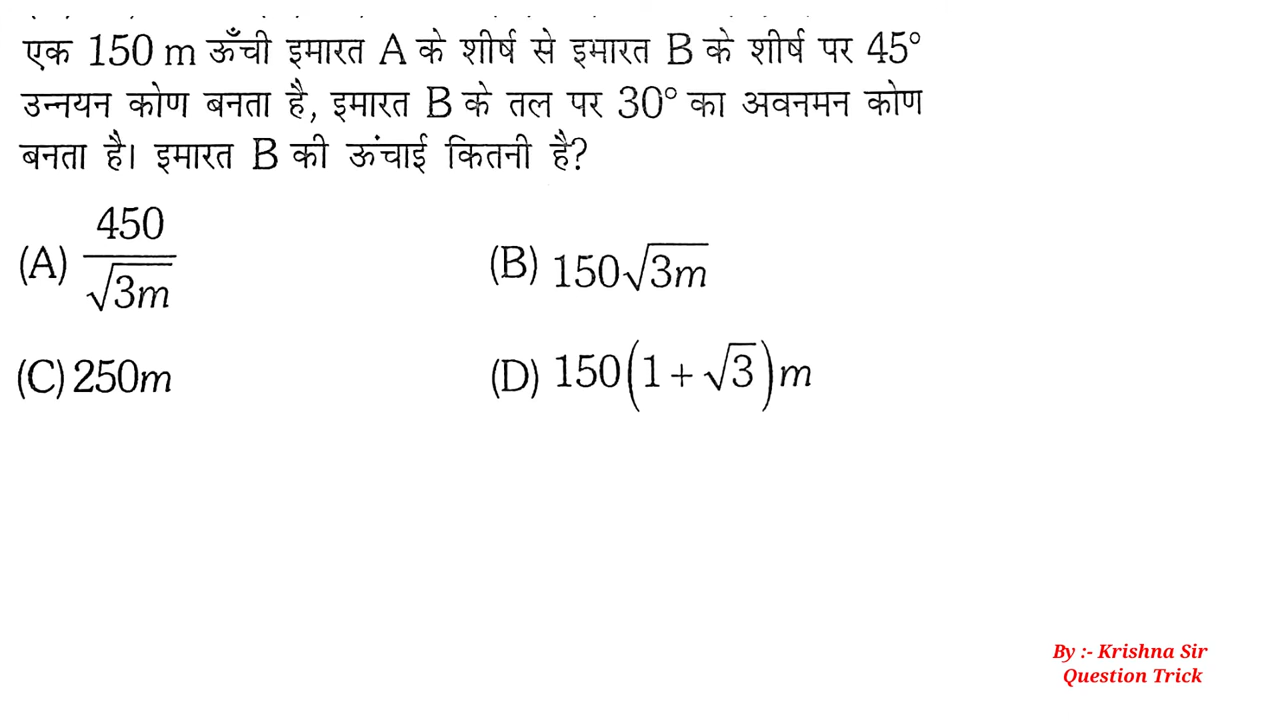 एक 150 m ऊँची इमारत A के शीर्ष से इमारत B के शीर्ष पर 45°
उन्नयन कोण बनता है, इमारत B के तल पर 30° का अवनमन कोण
बनता है। इमारत B की ऊंचाई कितनी है?
(A) 450/√3m
(B) 150√3m
(C) 250m
(D) 150(1 + √3)m
By :- Krishna Sir
Question Trick